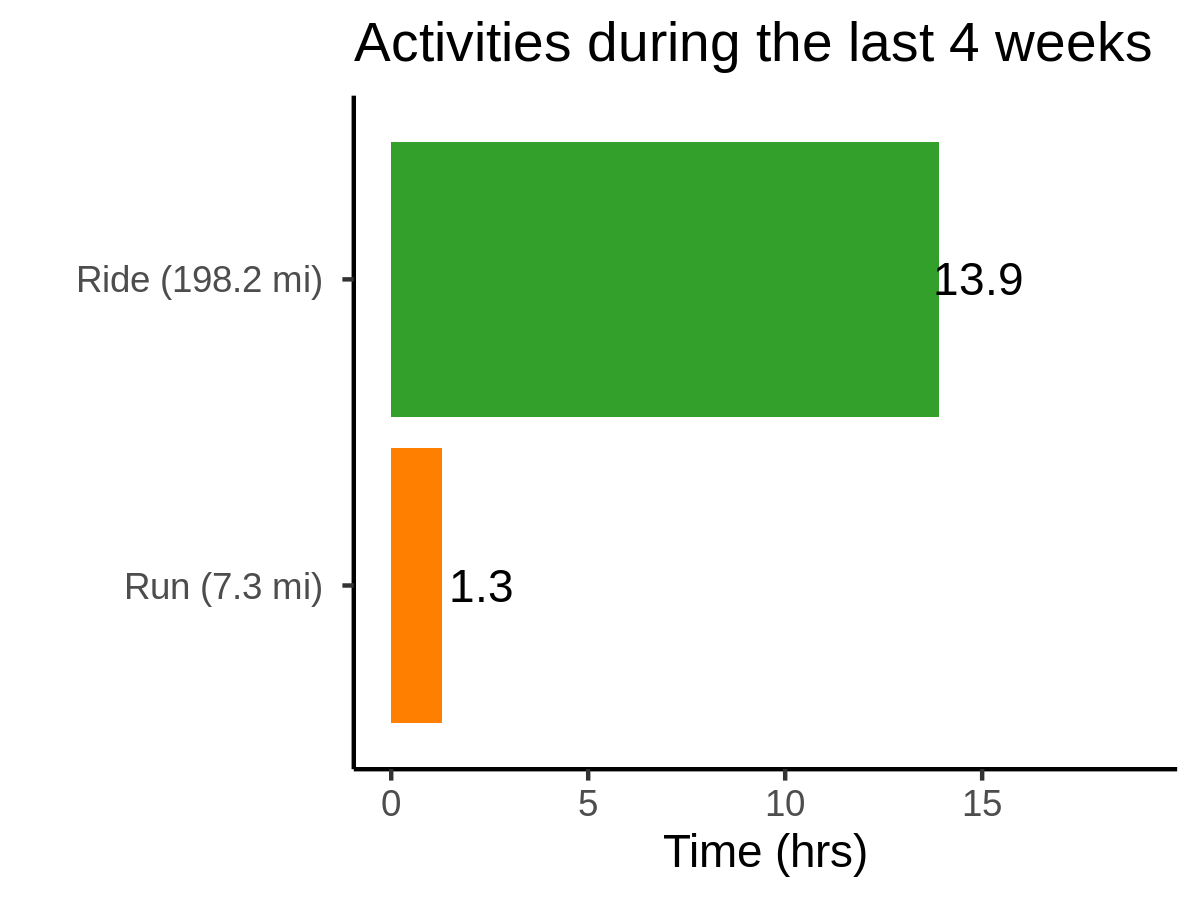 Activities during the last 4 weeks
Ride (198.2 mi)
13.9
Run (7.3 mi)
1.3
0 5 10 15
Time (hrs)